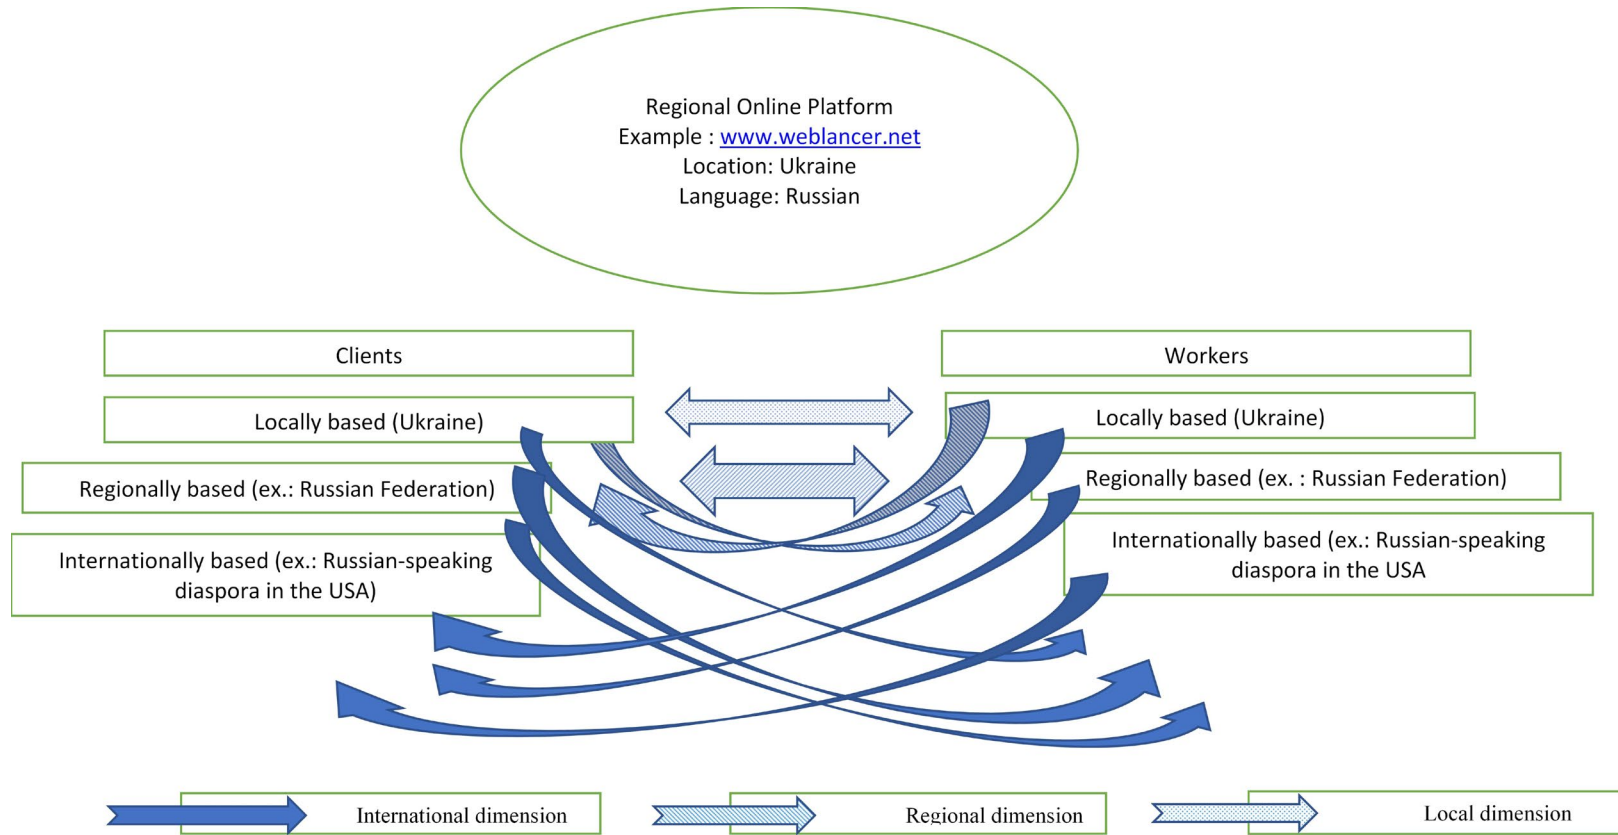 Regional Online Platform
Example : www.weblancer.net
Location: Ukraine
Language: Russian
Clients
Workers
Locally based (Ukraine)
Locally based (Ukraine)
Regionally based (ex.: Russian Federation)
Regionally based (ex. : Russian Federation)
Internationally based (ex.: Russian-speaking
diaspora in the USA)
Internationally based (ex.: Russian-speaking
diaspora in the USA
International dimension
Regional dimension
Local dimension